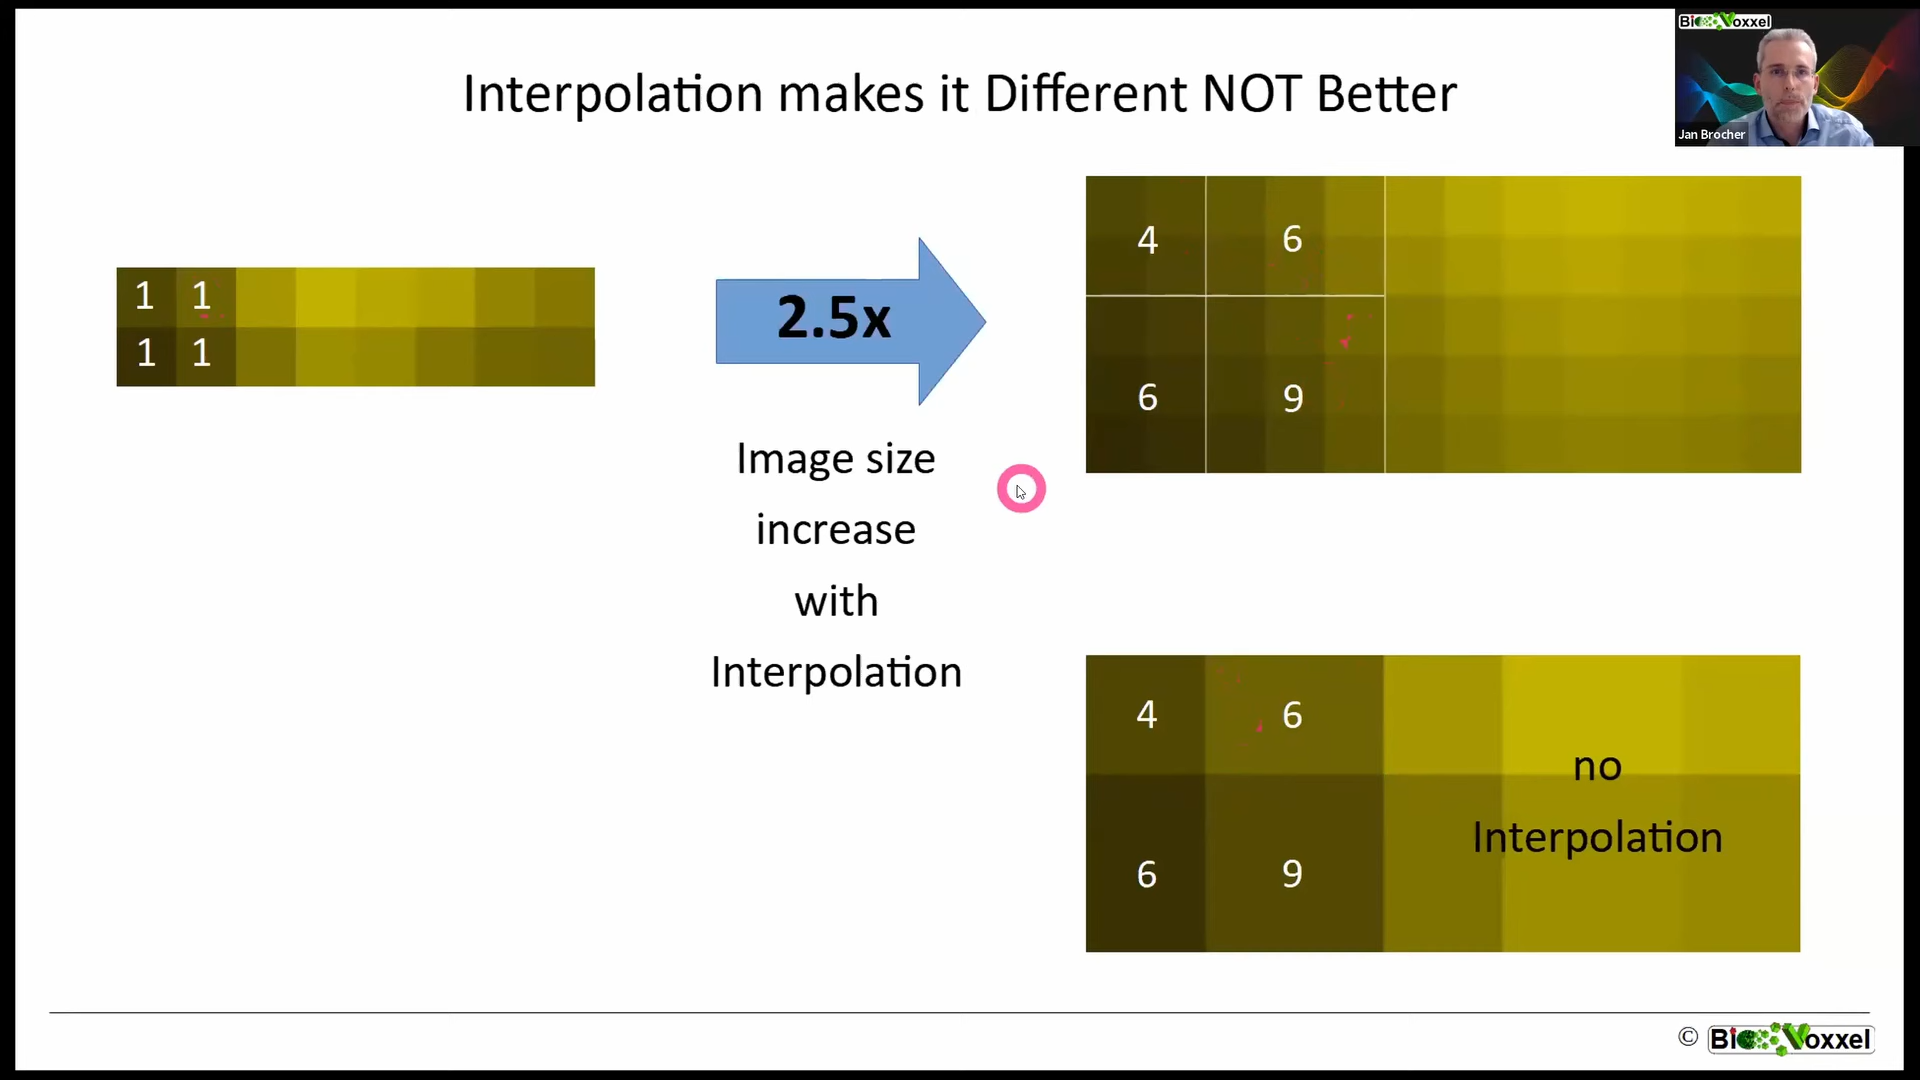 Interpolation makes it Different NOT Better
BioVoxxel
Jan Brocher
1 1
1 1
2.5x
Image size
increase
with
Interpolation
4 6
6 9
4 6
6 9
no
Interpolation
© BioVoxxel